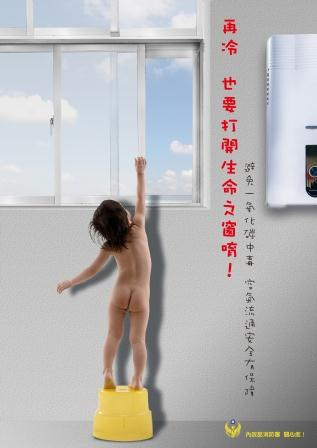 再冷 也要打開生命之窗唷！
避免一氧化碳中毒 空氣流通安全有保障
內政部消防署 關心您！